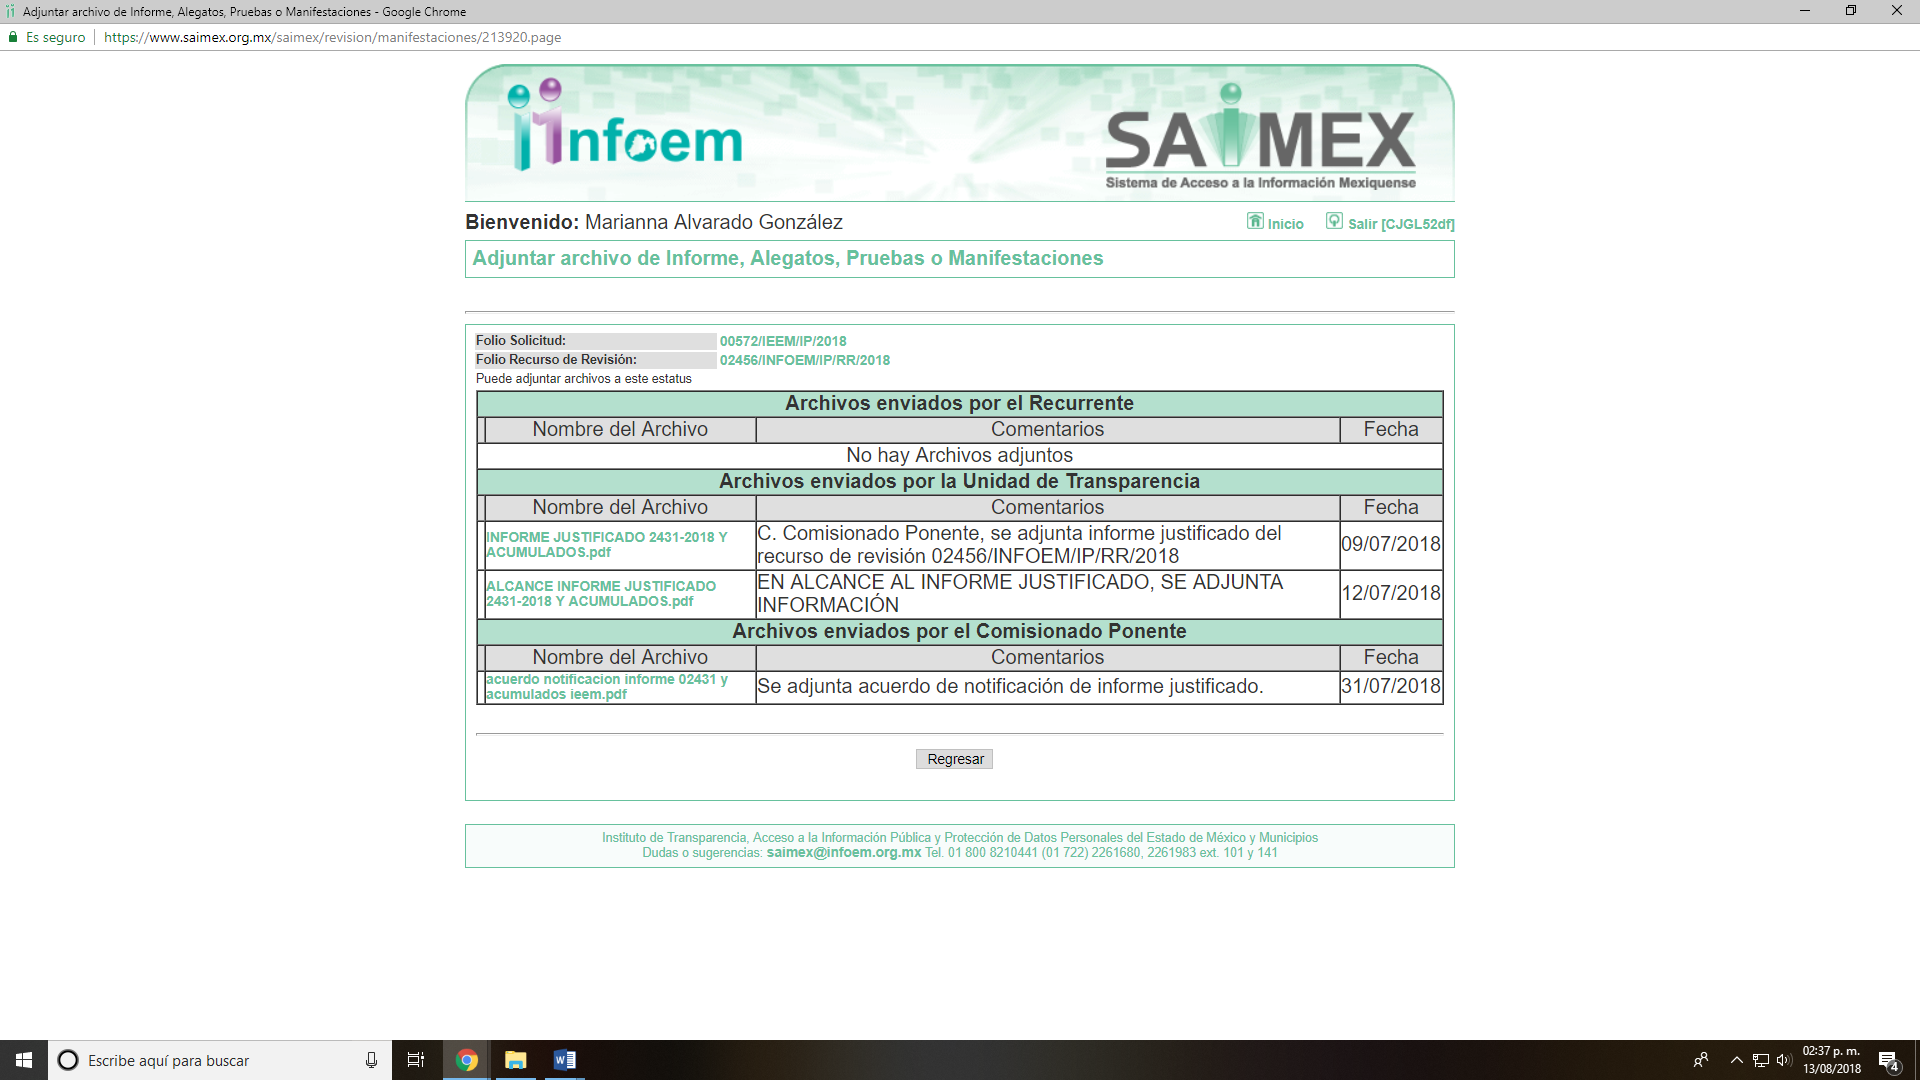 Adjuntar archivo de Informe, Alegatos, Pruebas o Manifestaciones - Google Chrome
Es seguro | https://www.saimex.org.mx/saimex/revision/manifestaciones/213920.page
infoem
SAIMEX
Sistema de Acceso a la Información Mexiquense
Bienvenido: Marianna Alvarado González
Inicio
Salir [CJGL52df]
Adjuntar archivo de Informe, Alegatos, Pruebas o Manifestaciones
Folio Solicitud: 00572/IEEM/IP/2018
Folio Recurso de Revisión: 02456/INFOEM/IP/RR/2018
Puede adjuntar archivos a este estatus
Archivos enviados por el Recurrente
Nombre del Archivo Comentarios Fecha
No hay Archivos adjuntos
Archivos enviados por la Unidad de Transparencia
Nombre del Archivo Comentarios Fecha
INFORME JUSTIFICADO 2431-2018 Y
ACUMULADOS.pdf
C. Comisionado Ponente, se adjunta informe justificado del
recurso de revisión 02456/INFOEM/IP/RR/2018
09/07/2018
ALCANCE INFORME JUSTIFICADO
2431-2018 Y ACUMULADOS.pdf
EN ALCANCE AL INFORME JUSTIFICADO, SE ADJUNTA
INFORMACIÓN
12/07/2018
Archivos enviados por el Comisionado Ponente
Nombre del Archivo Comentarios Fecha
acuerdo notificacion informe 02431 y
acumulados ieem.pdf
Se adjunta acuerdo de notificación de informe justificado.
31/07/2018
Regresar
Instituto de Transparencia, Acceso a la Información Pública y Protección de Datos Personales del Estado de México y Municipios
Dudas o sugerencias: saimex@infoem.org.mx Tel. 01 800 8210441 (01 722) 2261680, 2261983 ext. 101 y 141
Escribe aquí para buscar
02:37 p. m.
13/08/2018
4